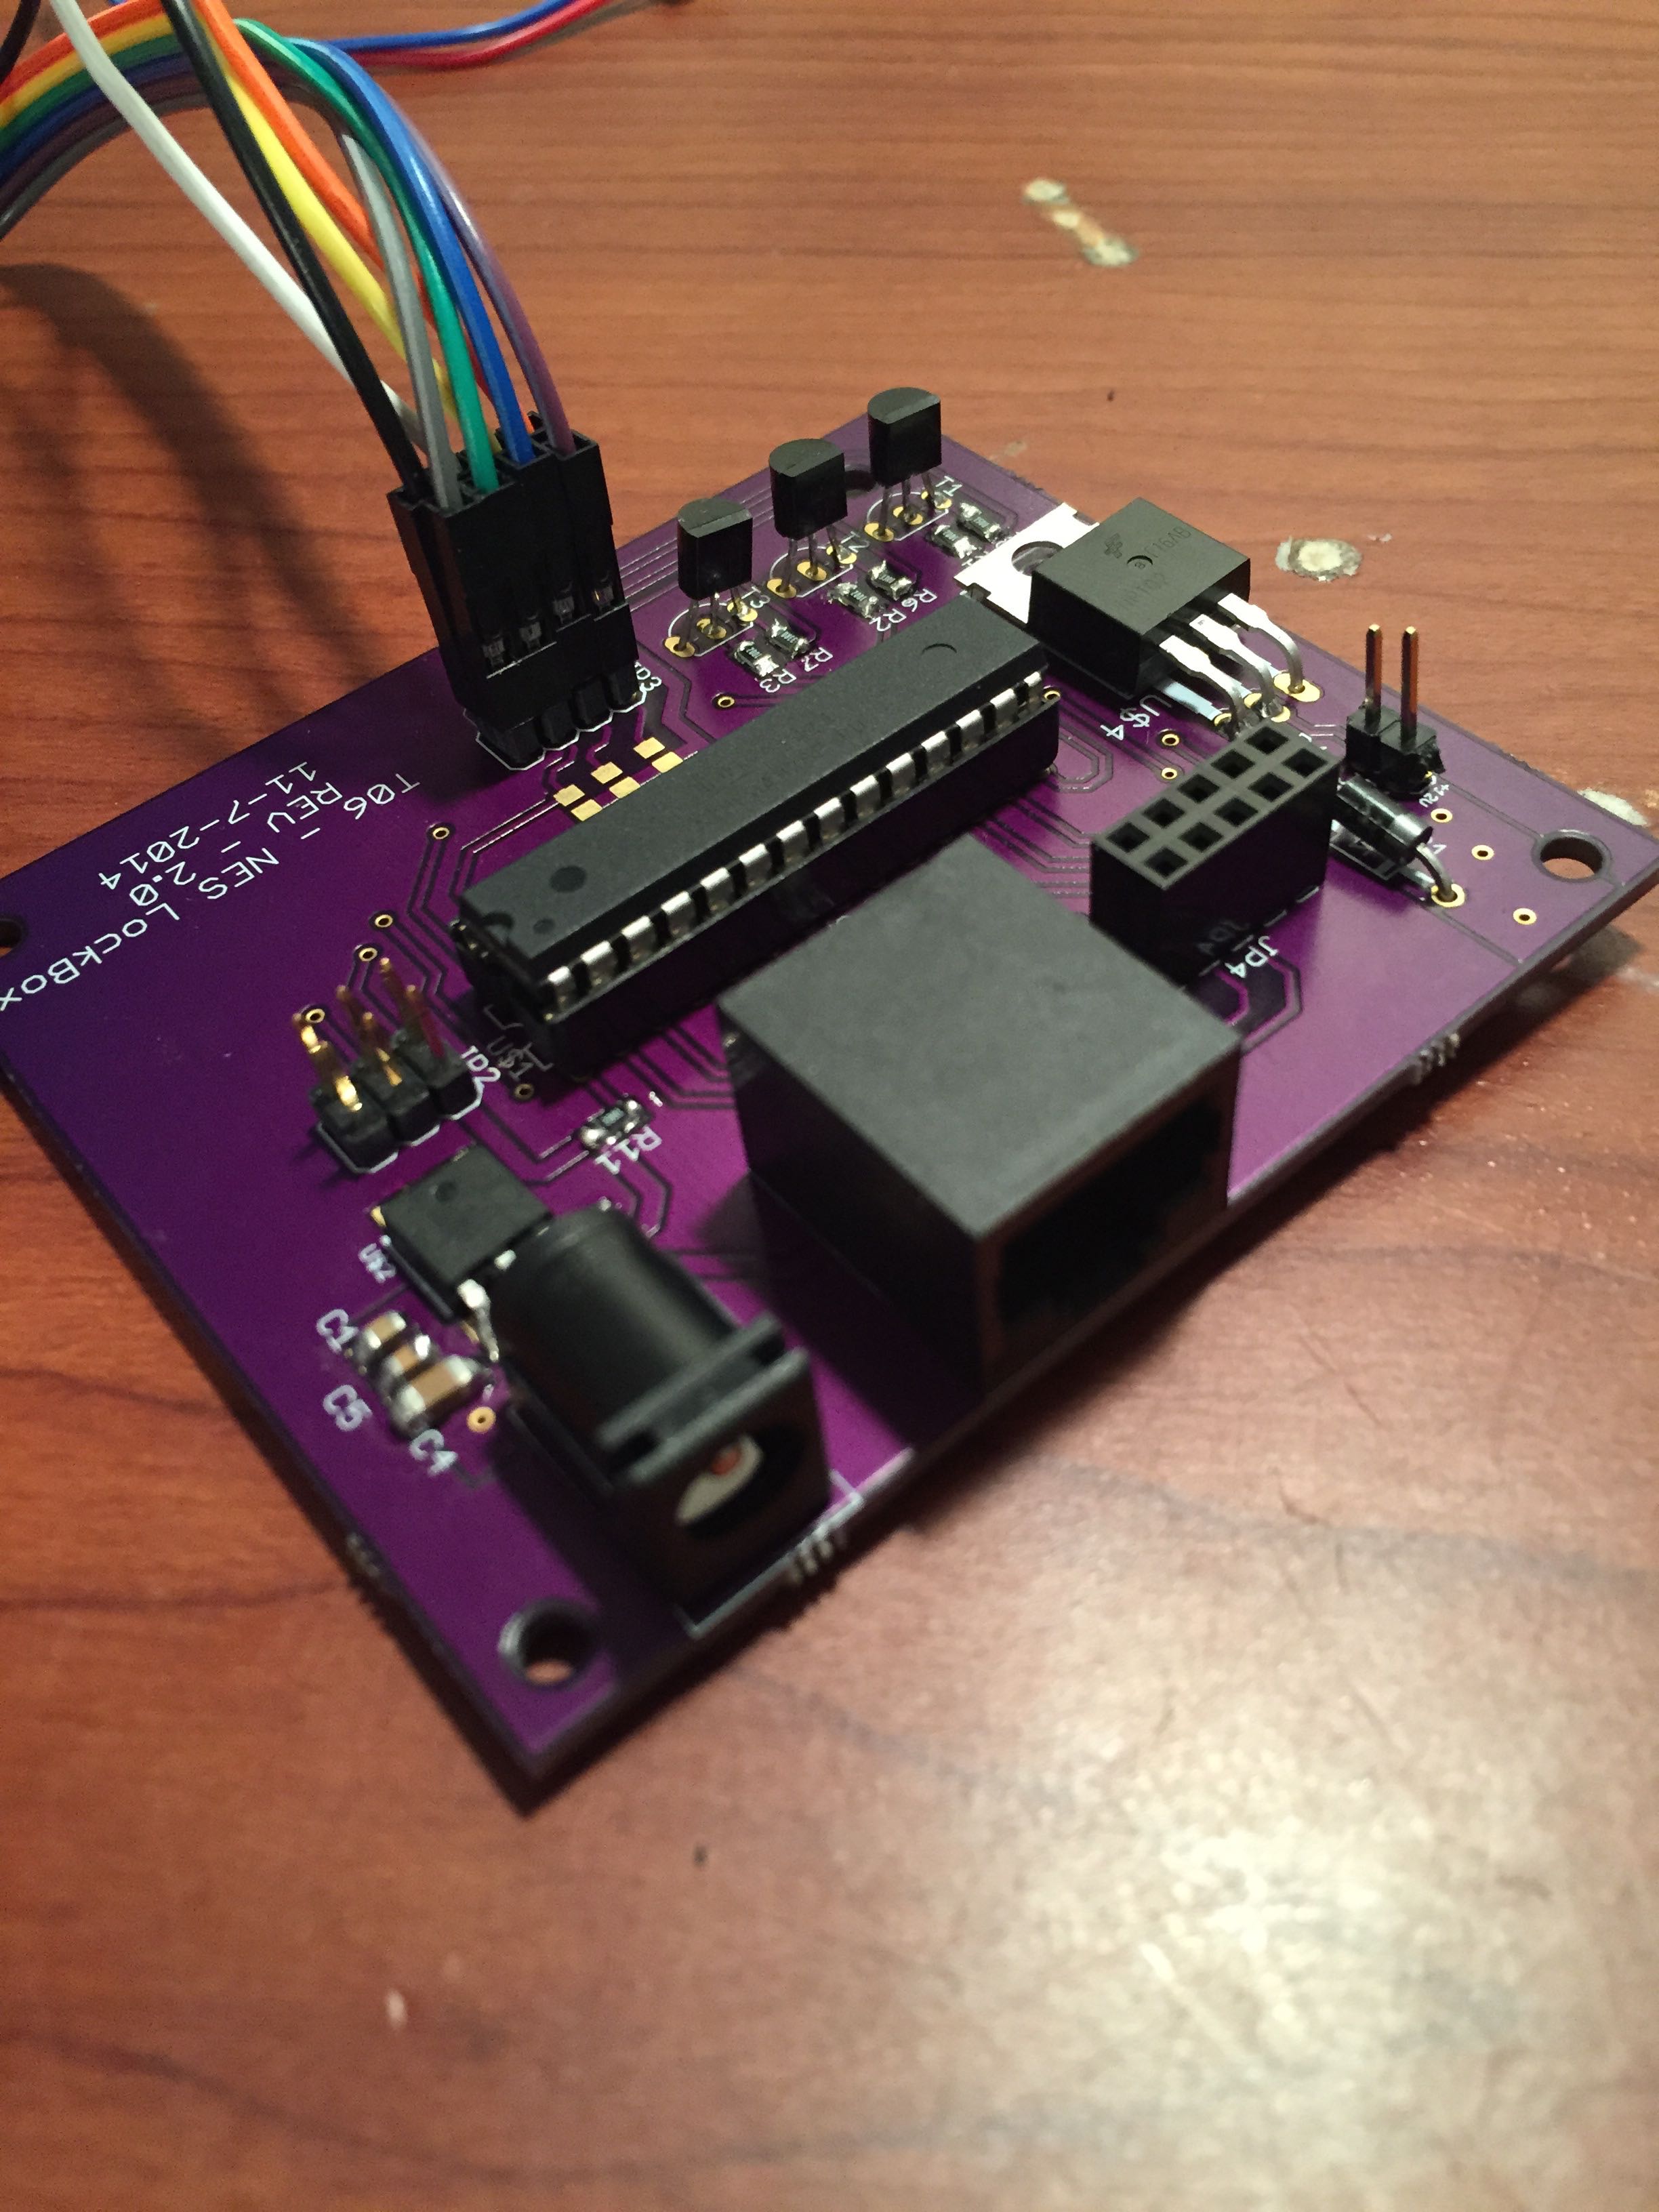 T06 - NES LockBox
REV - 2.0
11-7-2014
T1
T2
T3
R6
R2
R7
R3
U$4
+12V
JP4
JP2
R11
U$2
C1
C5
C4